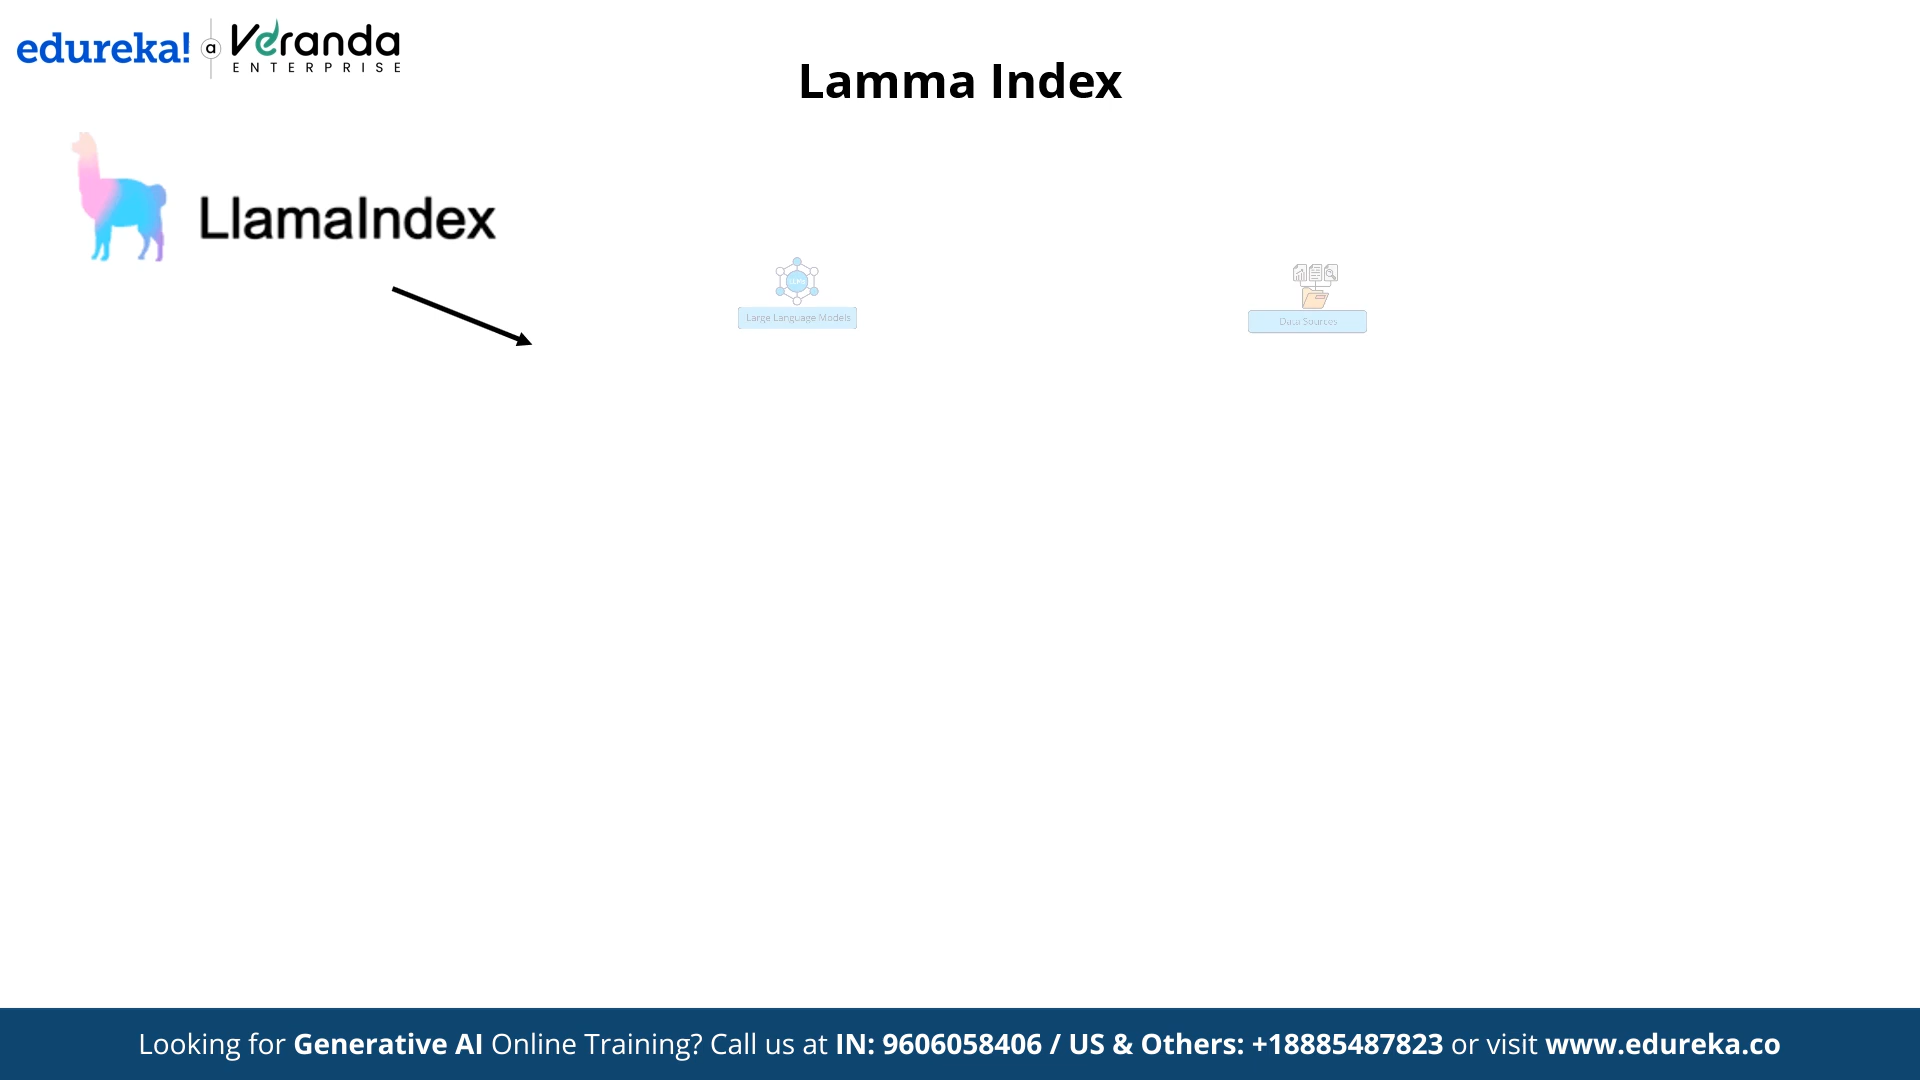 edureka! a Veranda
ENTERPRISE
Lamma Index
LlamaIndex
LLM's
Large Language Models
Data Sources
Looking for Generative AI Online Training? Call us at IN: 9606058406 / US & Others: +18885487823 or visit www.edureka.co